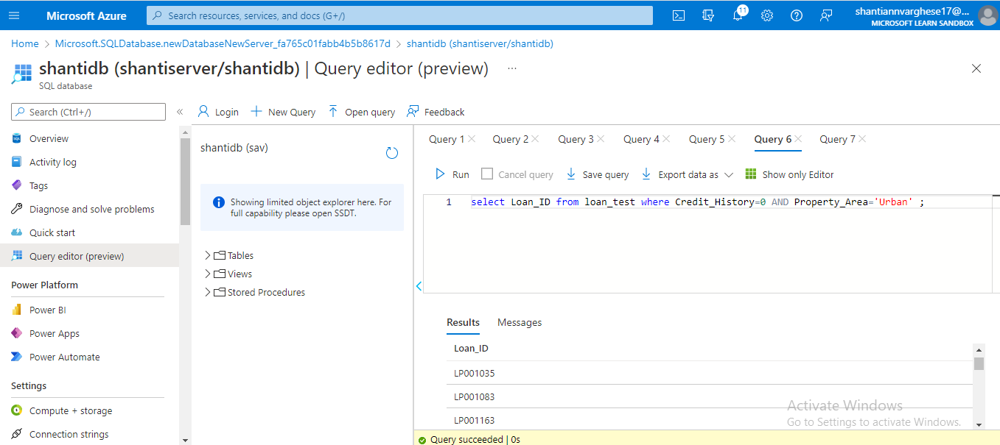 Microsoft Azure
Search resources, services, and docs (G+/)
11
shantiannvarghese17@...
MICROSOFT LEARN SANDBOX
Home > Microsoft.SQLDatabase.newDatabaseNewServer_fa765c01fabb4b5b8617d > shantidb (shantiserver/shantidb)
shantidb (shantiserver/shantidb) | Query editor (preview) ...
SQL database
Search (Ctrl+/)
«
Login
New Query
Open query
Feedback
Overview
Activity log
Tags
Diagnose and solve problems
Quick start
Query editor (preview)
Power Platform
Power BI
Power Apps
Power Automate
Settings
Compute + storage
Connection strings
shantidb (sav)
Showing limited object explorer here. For
full capability please open SSDT.
Tables
Views
Stored Procedures
Query 1
Query 2
Query 3
Query 4
Query 5
Query 6
Query 7
Run
Cancel query
Save query
Export data as
Show only Editor
1 select Loan_ID from loan_test where Credit_History=0 AND Property_Area='Urban' ;
Results
Messages
Loan_ID
LP001035
LP001083
LP001163
Activate Windows
Go to Settings to activate Windows.
Query succeeded | 0s